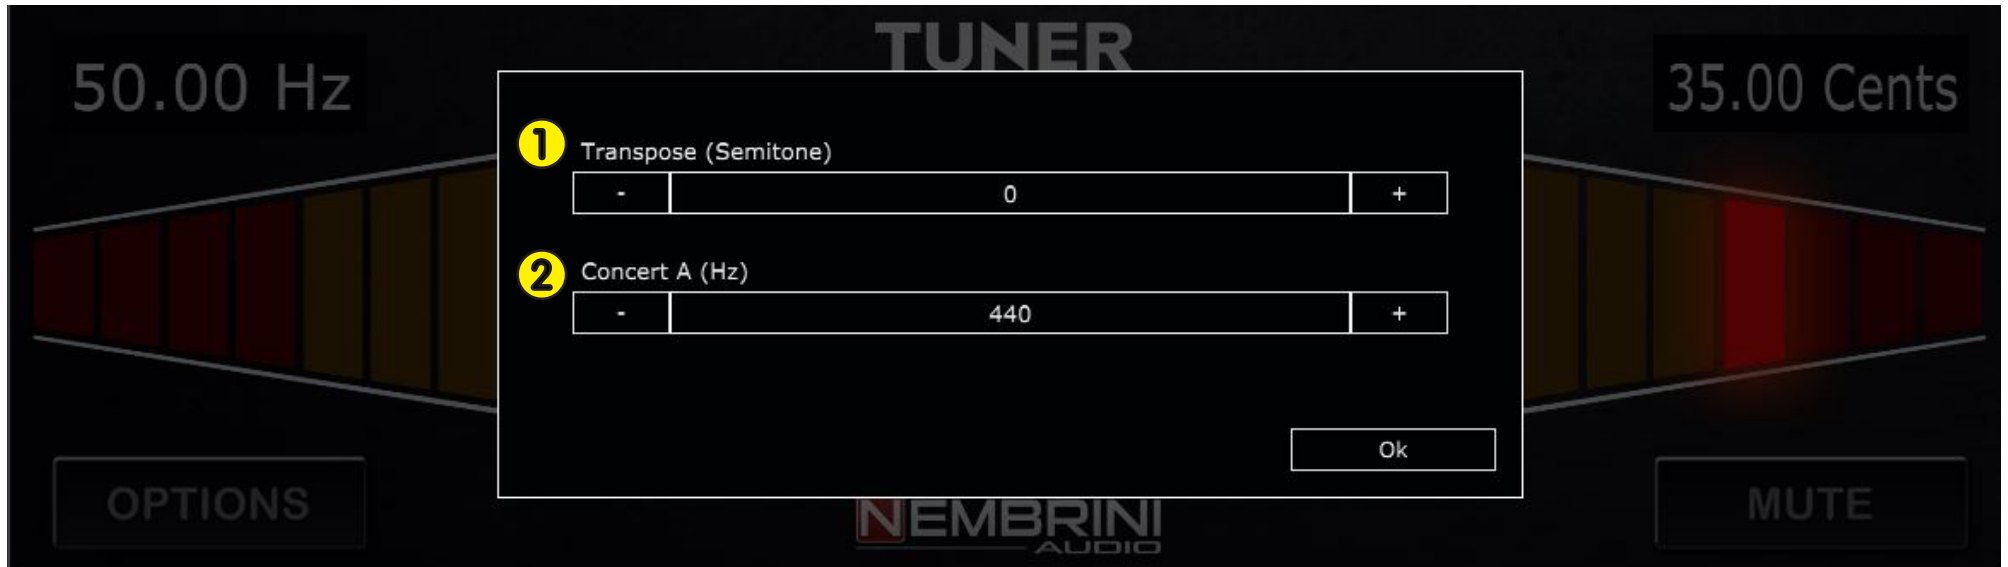 TUNER
50.00 Hz
35.00 Cents
1 Transpose (Semitone)
- 0 +
2 Concert A (Hz)
- 440 +
Ok
OPTIONS
MUTE
NEMBRINI
AUDIO